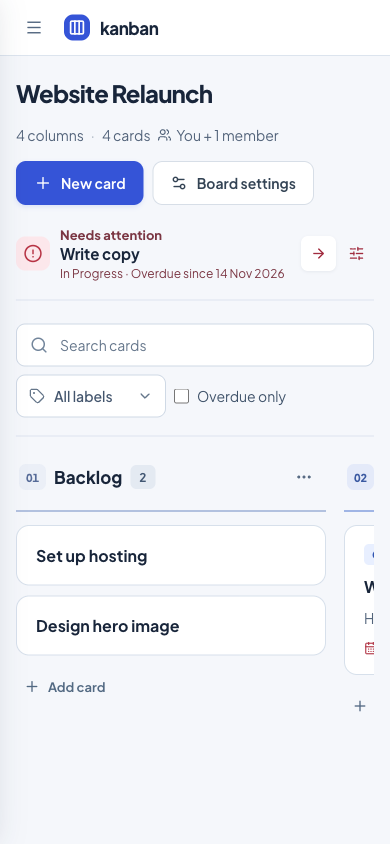 kanban
Website Relaunch
4 columns · 4 cards You + 1 member
New card
Board settings
Needs attention
Write copy
In Progress · Overdue since 14 Nov 2026
Search cards
All labels
Overdue only
01 Backlog 2
02
Set up hosting
Design hero image
Add card